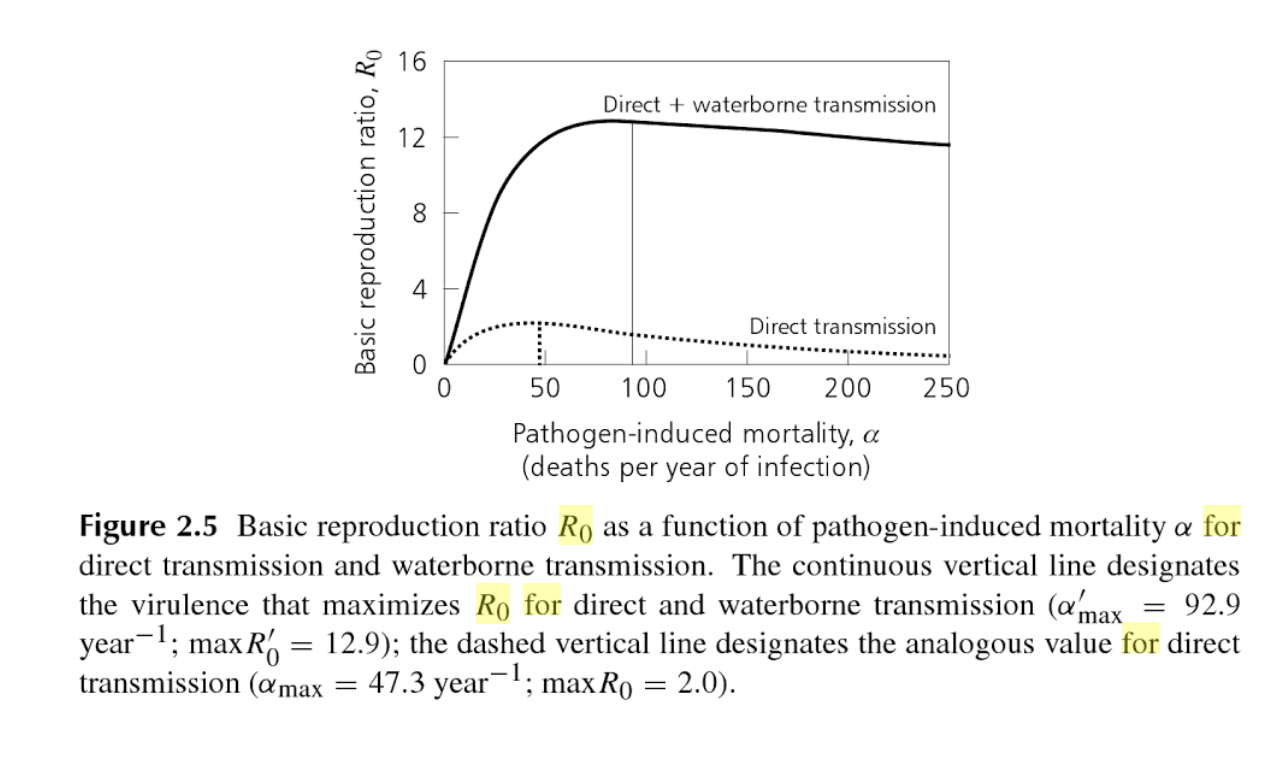 Basic reproduction ratio, R₀
16
12
8
4
0
Direct + waterborne transmission
Direct transmission
0 50 100 150 200 250
Pathogen-induced mortality, α
(deaths per year of infection)
Figure 2.5 Basic reproduction ratio R₀ as a function of pathogen-induced mortality α for
direct transmission and waterborne transmission. The continuous vertical line designates
the virulence that maximizes R₀ for direct and waterborne transmission (α′max = 92.9
year⁻¹; max R′₀ = 12.9); the dashed vertical line designates the analogous value for direct
transmission (αmax = 47.3 year⁻¹; max R₀ = 2.0).